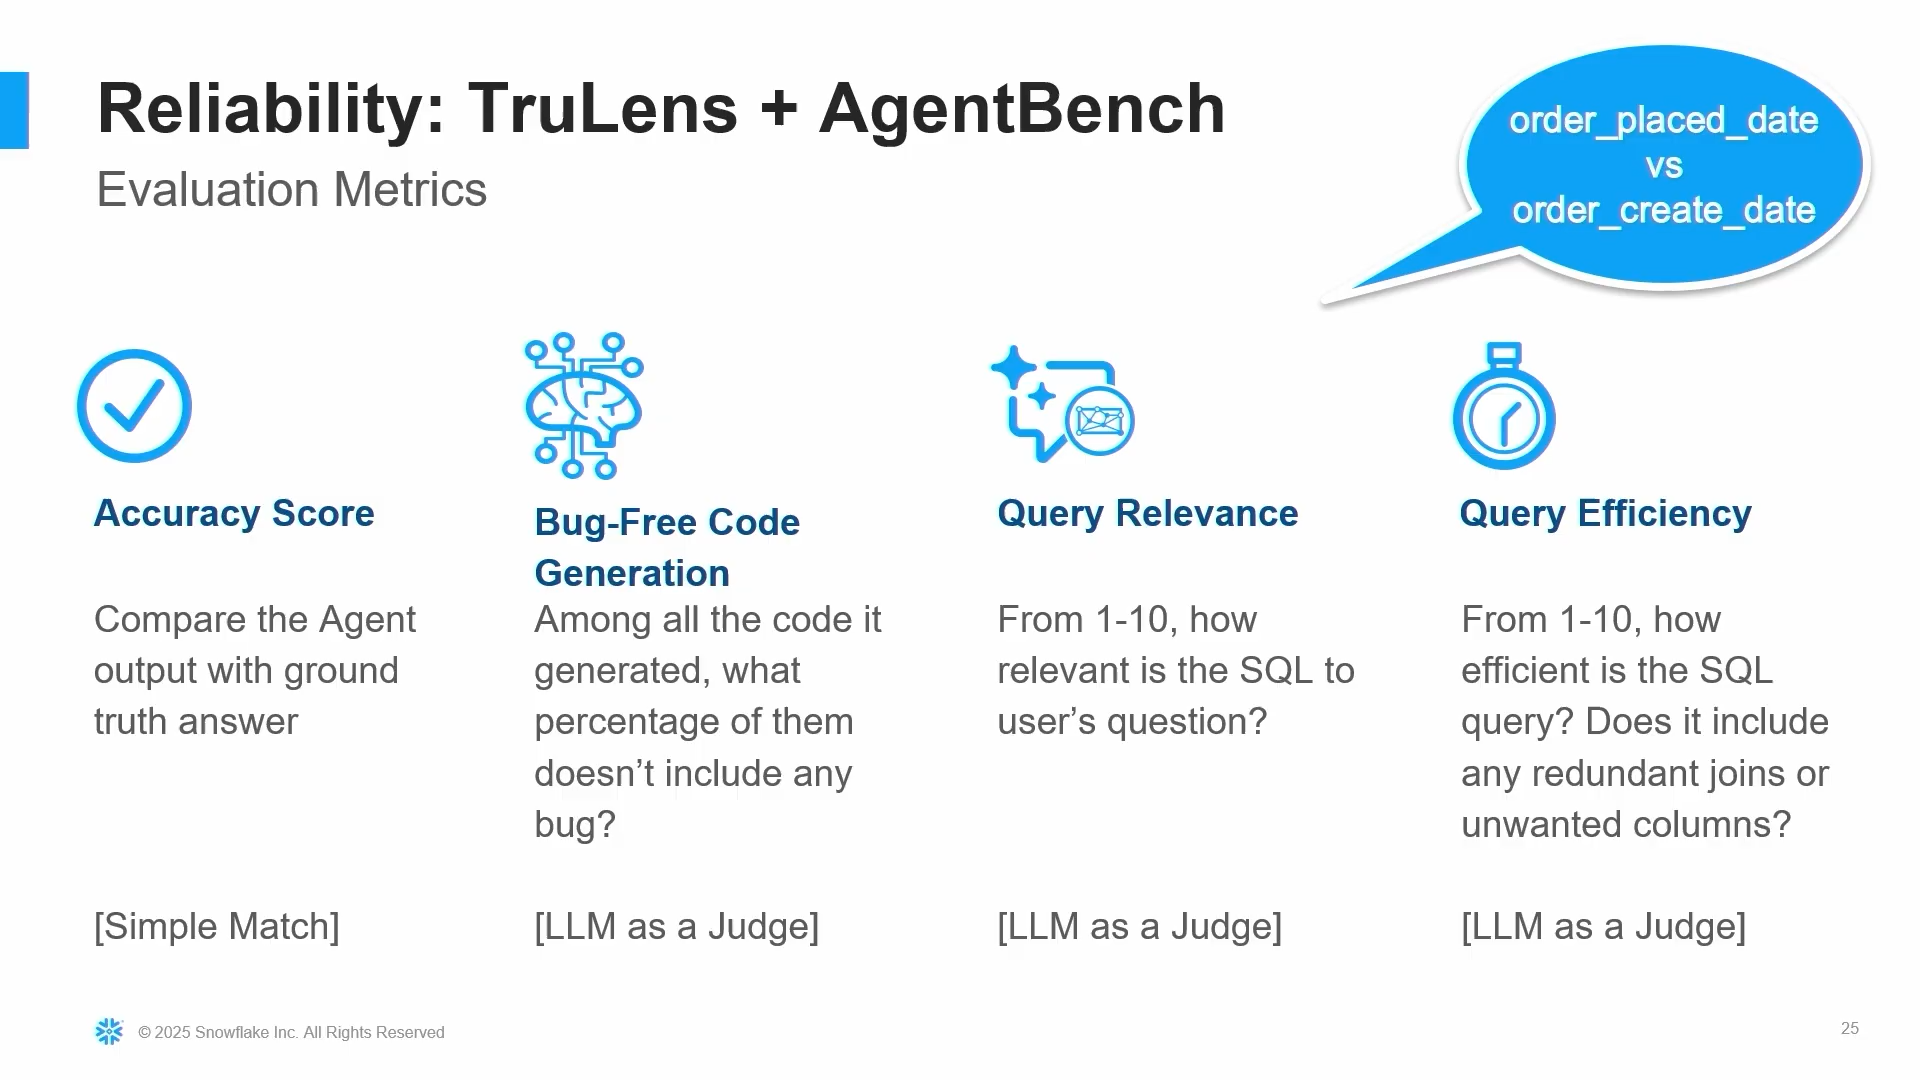 Reliability: TruLens + AgentBench
Evaluation Metrics
order_placed_date
vs
order_create_date
Accuracy Score
Compare the Agent
output with ground
truth answer
[Simple Match]
Bug-Free Code
Generation
Among all the code it
generated, what
percentage of them
doesn’t include any
bug?
[LLM as a Judge]
Query Relevance
From 1-10, how
relevant is the SQL to
user’s question?
[LLM as a Judge]
Query Efficiency
From 1-10, how
efficient is the SQL
query? Does it include
any redundant joins or
unwanted columns?
[LLM as a Judge]
© 2025 Snowflake Inc. All Rights Reserved
25